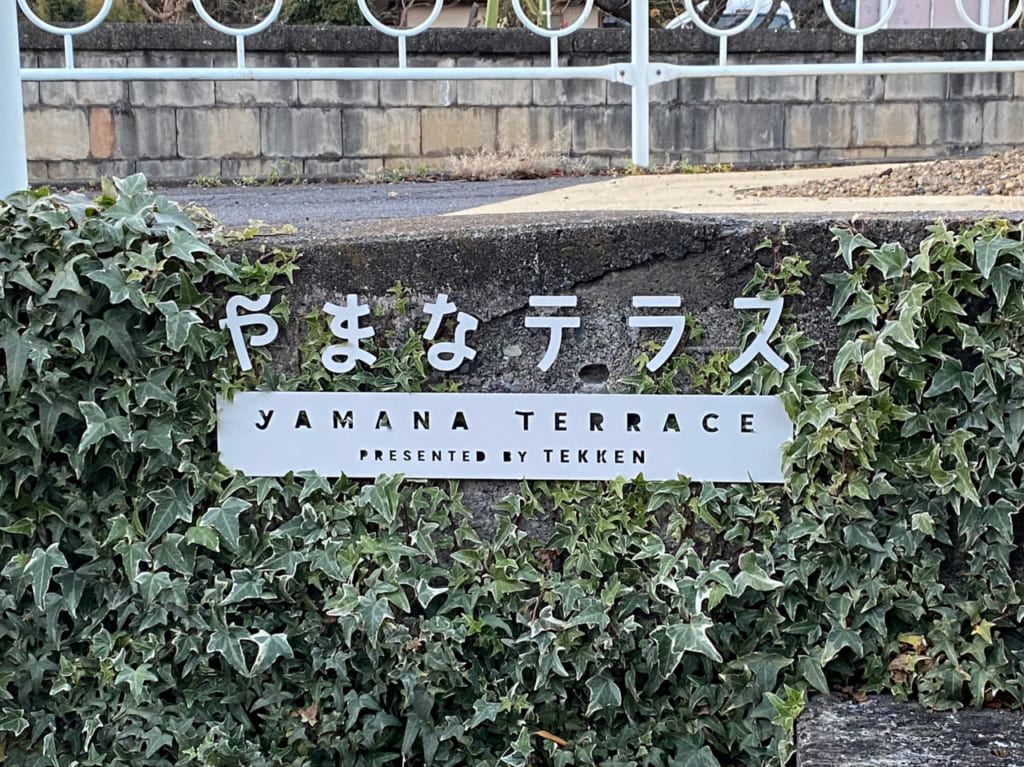 やまなテラス
YAMANA TERRACE
PRESENTED BY TEKKEN